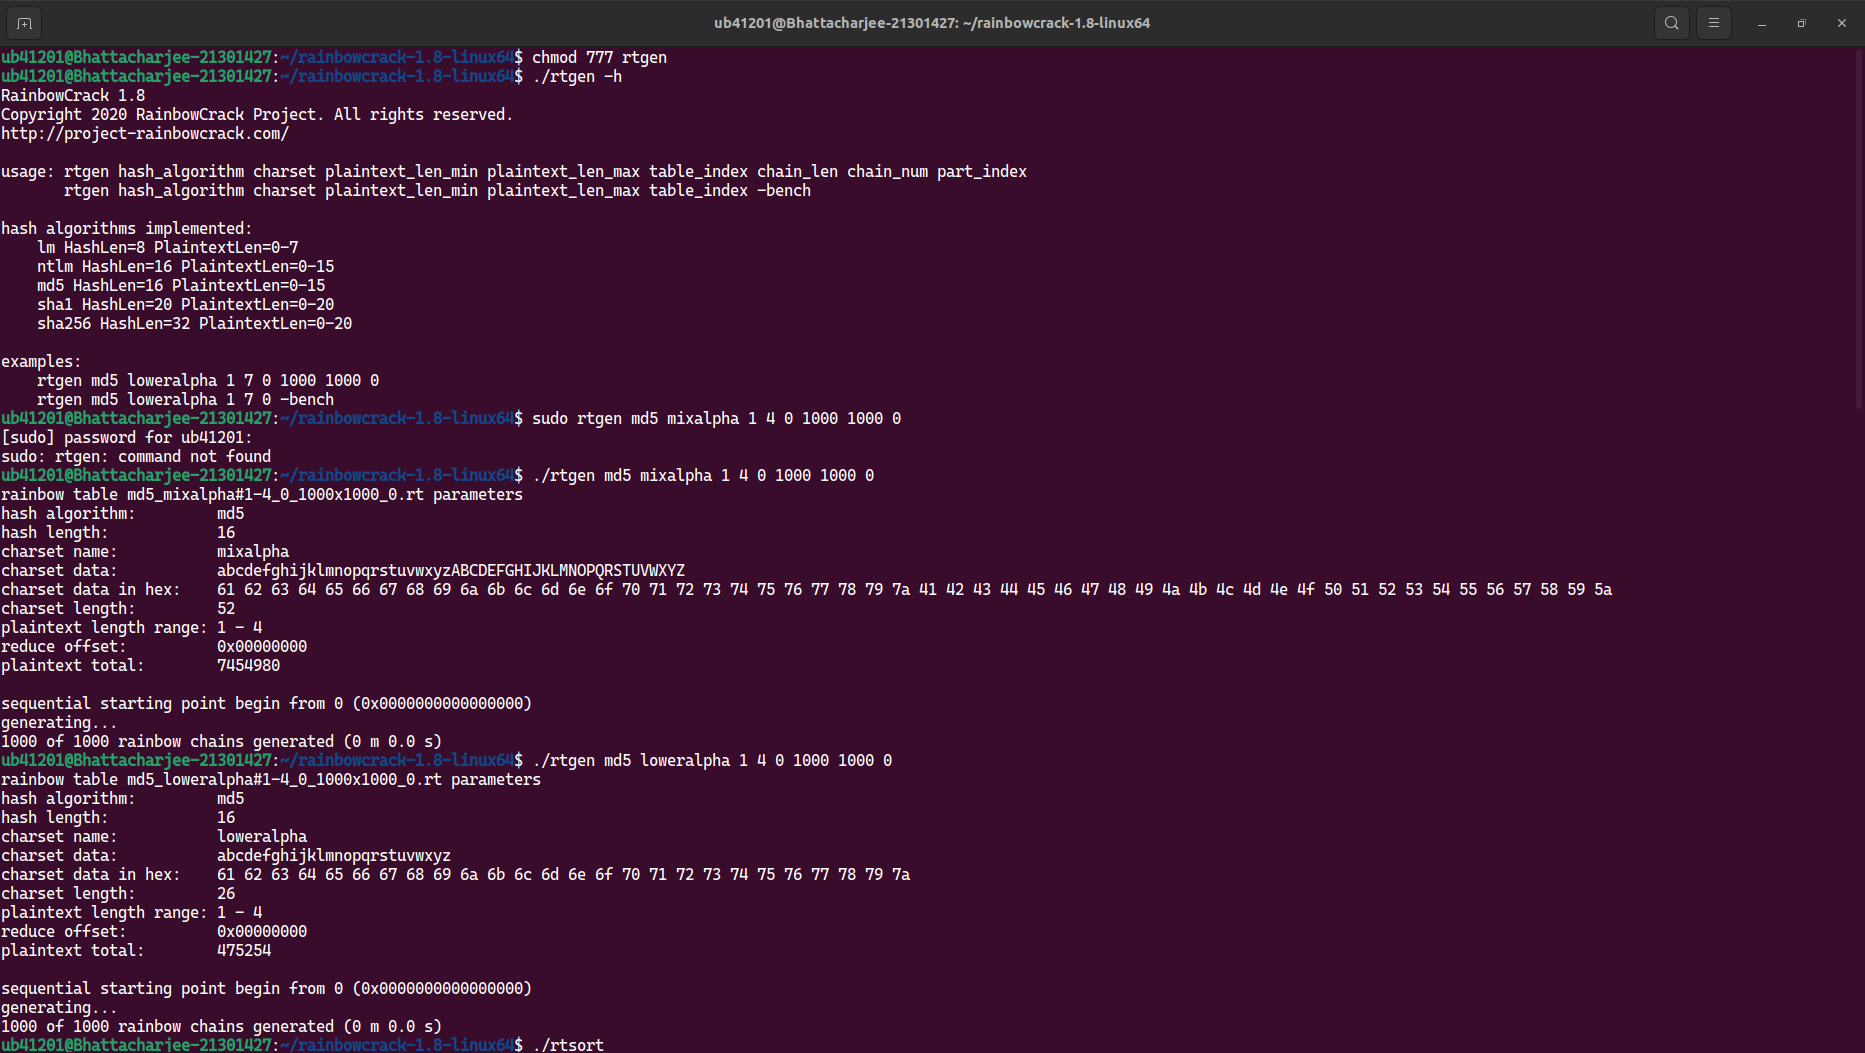 ub41201@Bhattacharjee-21301427: ~/rainbowcrack-1.8-linux64
ub41201@Bhattacharjee-21301427:~/rainbowcrack-1.8-linux64$ chmod 777 rtgen
ub41201@Bhattacharjee-21301427:~/rainbowcrack-1.8-linux64$ ./rtgen -h
RainbowCrack 1.8
Copyright 2020 RainbowCrack Project. All rights reserved.
http://project-rainbowcrack.com/

usage: rtgen hash_algorithm charset plaintext_len_min plaintext_len_max table_index chain_len chain_num part_index
       rtgen hash_algorithm charset plaintext_len_min plaintext_len_max table_index -bench

hash algorithms implemented:
    lm HashLen=8 PlaintextLen=0-7
    ntlm HashLen=16 PlaintextLen=0-15
    md5 HashLen=16 PlaintextLen=0-15
    sha1 HashLen=20 PlaintextLen=0-20
    sha256 HashLen=32 PlaintextLen=0-20

examples:
    rtgen md5 loweralpha 1 7 0 1000 1000 0
    rtgen md5 loweralpha 1 7 0 -bench
ub41201@Bhattacharjee-21301427:~/rainbowcrack-1.8-linux64$ sudo rtgen md5 mixalpha 1 4 0 1000 1000 0
[sudo] password for ub41201:
sudo: rtgen: command not found
ub41201@Bhattacharjee-21301427:~/rainbowcrack-1.8-linux64$ ./rtgen md5 mixalpha 1 4 0 1000 1000 0
rainbow table md5_mixalpha#1-4_0_1000x1000_0.rt parameters
hash algorithm:         md5
hash length:            16
charset name:           mixalpha
charset data:           abcdefghijklmnopqrstuvwxyzABCDEFGHIJKLMNOPQRSTUVWXYZ
charset data in hex:    61 62 63 64 65 66 67 68 69 6a 6b 6c 6d 6e 6f 70 71 72 73 74 75 76 77 78 79 7a 41 42 43 44 45 46 47 48 49 4a 4b 4c 4d 4e 4f 50 51 52 53 54 55 56 57 58 59 5a
charset length:         52
plaintext length range: 1 - 4
reduce offset:          0x00000000
plaintext total:        7454980

sequential starting point begin from 0 (0x0000000000000000)
generating...
1000 of 1000 rainbow chains generated (0 m 0.0 s)
ub41201@Bhattacharjee-21301427:~/rainbowcrack-1.8-linux64$ ./rtgen md5 loweralpha 1 4 0 1000 1000 0
rainbow table md5_loweralpha#1-4_0_1000x1000_0.rt parameters
hash algorithm:         md5
hash length:            16
charset name:           loweralpha
charset data:           abcdefghijklmnopqrstuvwxyz
charset data in hex:    61 62 63 64 65 66 67 68 69 6a 6b 6c 6d 6e 6f 70 71 72 73 74 75 76 77 78 79 7a
charset length:         26
plaintext length range: 1 - 4
reduce offset:          0x00000000
plaintext total:        475254

sequential starting point begin from 0 (0x0000000000000000)
generating...
1000 of 1000 rainbow chains generated (0 m 0.0 s)
ub41201@Bhattacharjee-21301427:~/rainbowcrack-1.8-linux64$ ./rtsort